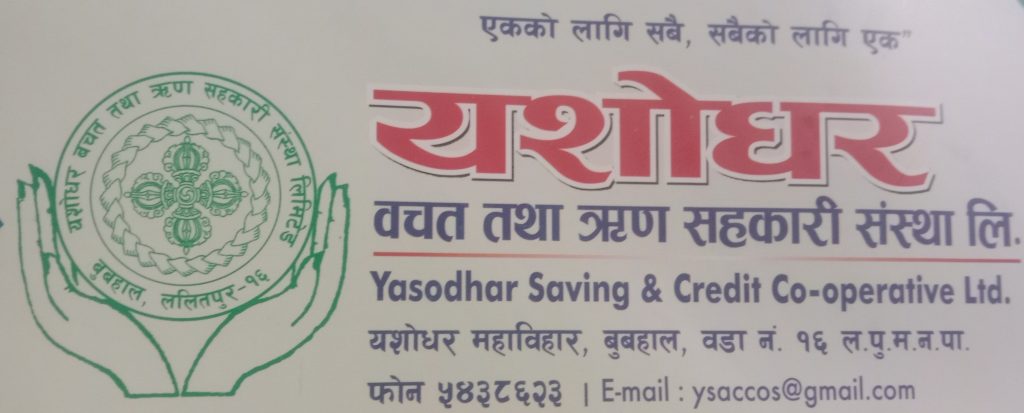 एकको लागि सबै, सबैको लागि एक”
यशोधर बचत तथा ऋण सहकारी संस्था लिमिटेड
बुबहाल, ललितपुर-१६
यशोधर
वचत तथा ऋण सहकारी संस्था लि.
Yasodhar Saving & Credit Co-operative Ltd.
यशोधर महाविहार, बुबहाल, वडा नं. १६ ल.पु.म.न.पा.
फोन ५४३८६२३ | E-mail : ysaccos@gmail.com